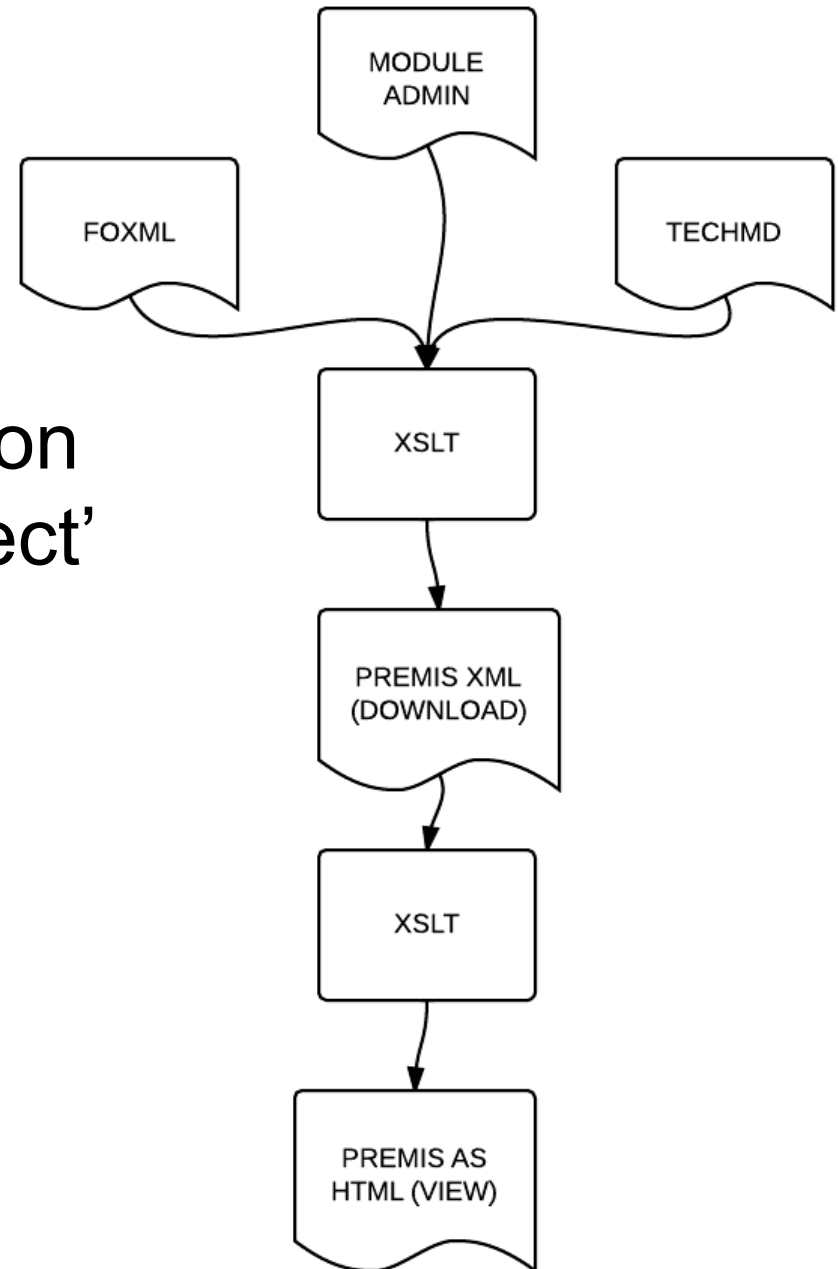 MODULE
ADMIN
FOXML
TECHMD
XSLT
on
ect’
PREMIS XML
(DOWNLOAD)
XSLT
PREMIS AS
HTML (VIEW)